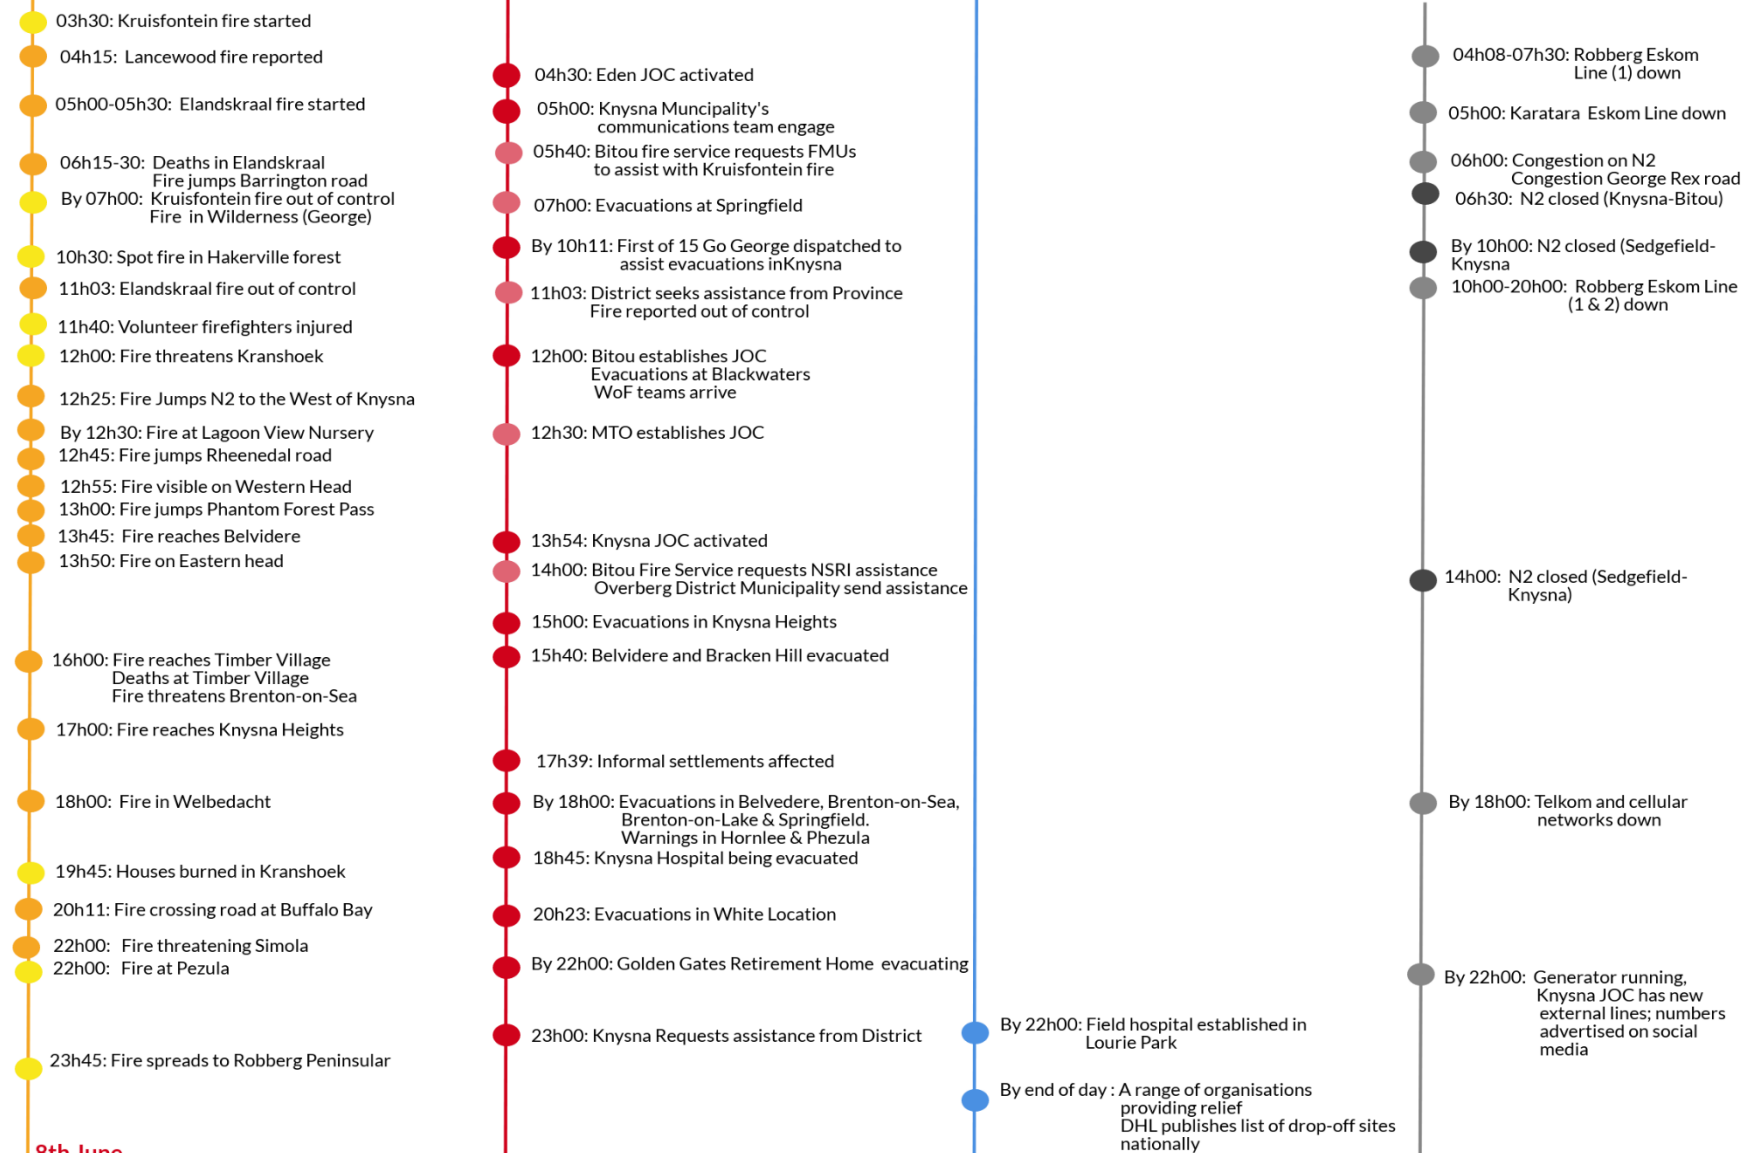 03h30: Kruisfontein fire started
04h15: Lancewood fire reported
05h00-05h30: Elandskraal fire started
06h15-30: Deaths in Elandskraal
Fire jumps Barrington road
By 07h00: Kruisfontein fire out of control
Fire in Wilderness (George)
10h30: Spot fire in Hakerville forest
11h03: Elandskraal fire out of control
11h40: Volunteer firefighters injured
12h00: Fire threatens Kranshoek
12h25: Fire Jumps N2 to the West of Knysna
By 12h30: Fire at Lagoon View Nursery
12h45: Fire jumps Rheenedal road
12h55: Fire visible on Western Head
13h00: Fire jumps Phantom Forest Pass
13h45: Fire reaches Belvidere
13h50: Fire on Eastern head
16h00: Fire reaches Timber Village
Deaths at Timber Village
Fire threatens Brenton-on-Sea
17h00: Fire reaches Knysna Heights
18h00: Fire in Welbedacht
19h45: Houses burned in Kranshoek
20h11: Fire crossing road at Buffalo Bay
22h00: Fire threatening Simola
22h00: Fire at Pezula
23h45: Fire spreads to Robberg Peninsular
8th June
04h30: Eden JOC activated
05h00: Knysna Muncipality's
communications team engage
05h40: Bitou fire service requests FMUs
to assist with Kruisfontein fire
07h00: Evacuations at Springfield
By 10h11: First of 15 Go George dispatched to
assist evacuations inKnysna
11h03: District seeks assistance from Province
Fire reported out of control
12h00: Bitou establishes JOC
Evacuations at Blackwaters
WoF teams arrive
12h30: MTO establishes JOC
13h54: Knysna JOC activated
14h00: Bitou Fire Service requests NSRI assistance
Overberg District Municipality send assistance
15h00: Evacuations in Knysna Heights
15h40: Belvidere and Bracken Hill evacuated
17h39: Informal settlements affected
By 18h00: Evacuations in Belvedere, Brenton-on-Sea,
Brenton-on-Lake & Springfield.
Warnings in Hornlee & Phezula
18h45: Knysna Hospital being evacuated
20h23: Evacuations in White Location
By 22h00: Golden Gates Retirement Home evacuating
23h00: Knysna Requests assistance from District
By 22h00: Field hospital established in
Lourie Park
By end of day : A range of organisations
providing relief
DHL publishes list of drop-off sites
nationally
04h08-07h30: Robberg Eskom
Line (1) down
05h00: Karatara Eskom Line down
06h00: Congestion on N2
Congestion George Rex road
06h30: N2 closed (Knysna-Bitou)
By 10h00: N2 closed (Sedgefield-
Knysna
10h00-20h00: Robberg Eskom Line
(1 & 2) down
14h00: N2 closed (Sedgefield-
Knysna)
By 18h00: Telkom and cellular
networks down
By 22h00: Generator running,
Knysna JOC has new
external lines; numbers
advertised on social
media